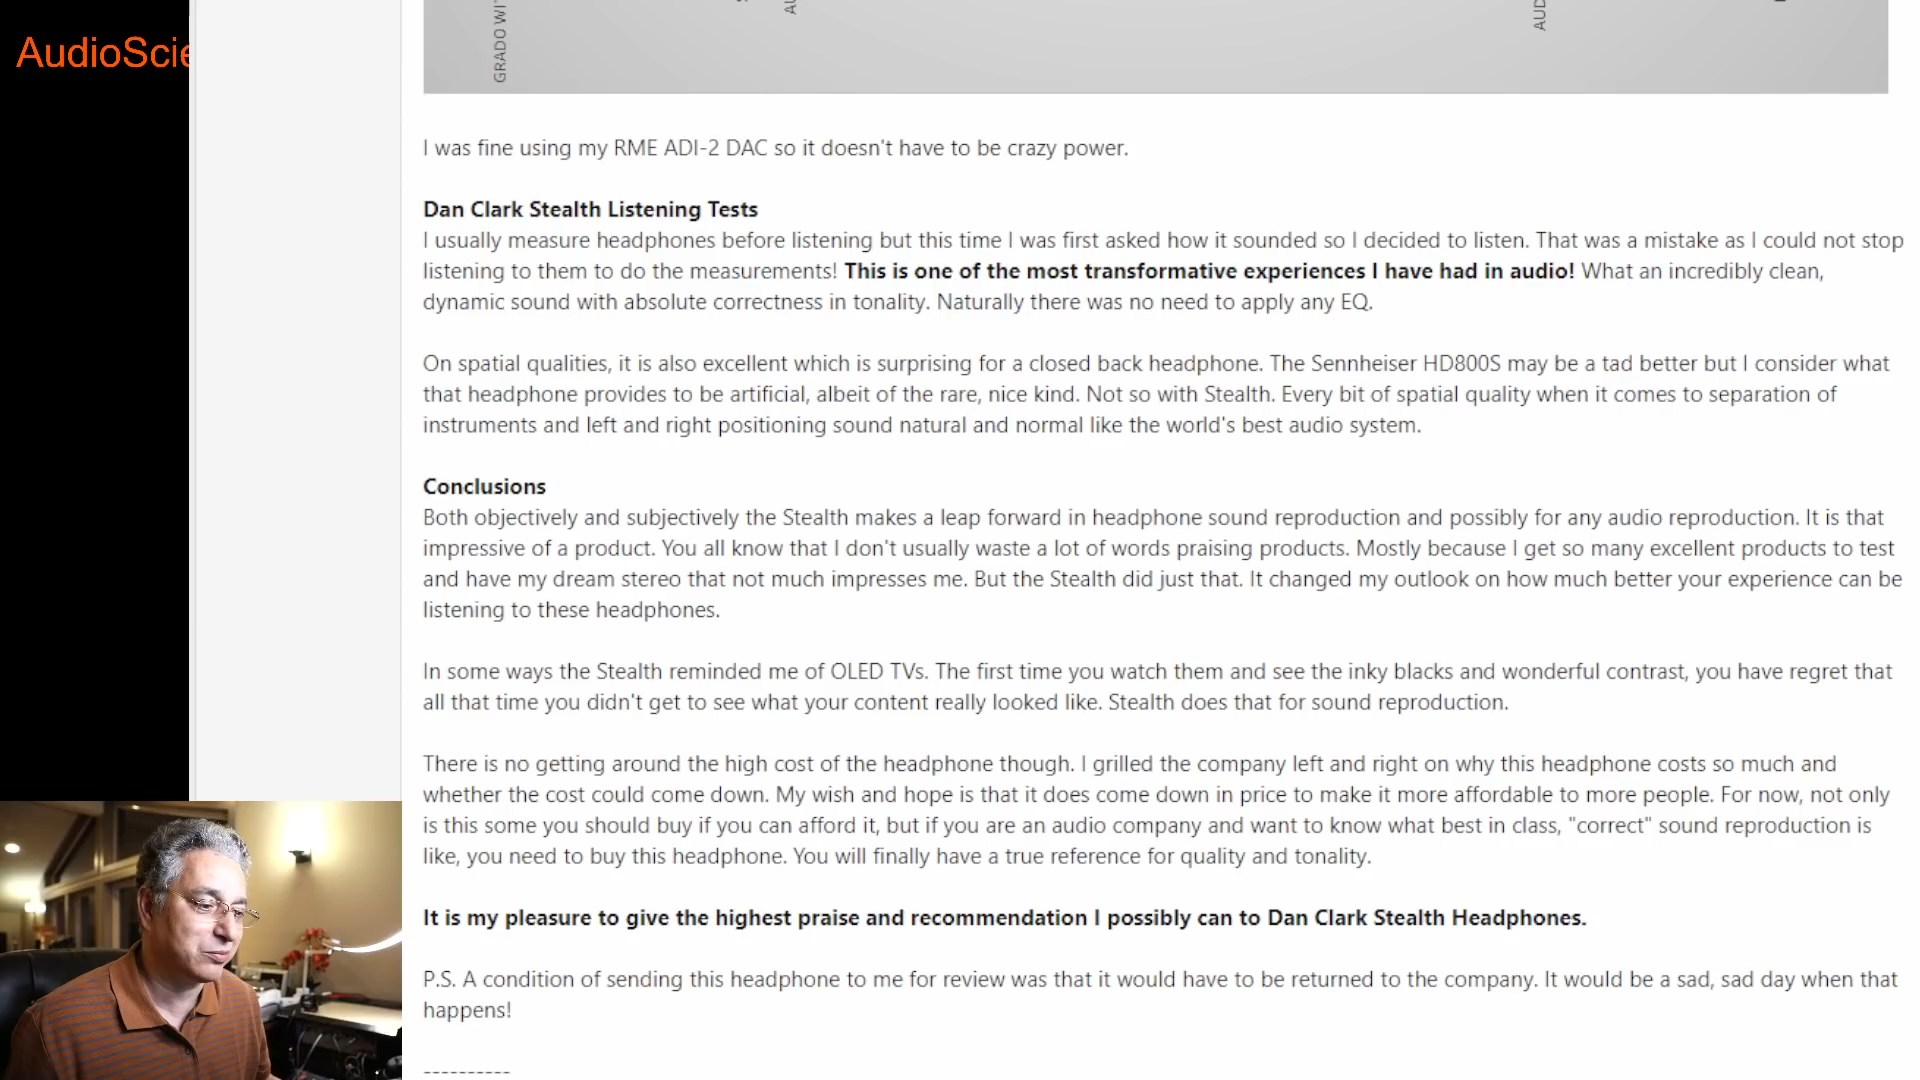 AudioScie
GRADO WI
AU
AUD
I was fine using my RME ADI-2 DAC so it doesn't have to be crazy power.
Dan Clark Stealth Listening Tests
I usually measure headphones before listening but this time I was first asked how it sounded so I decided to listen. That was a mistake as I could not stop
listening to them to do the measurements! This is one of the most transformative experiences I have had in audio! What an incredibly clean,
dynamic sound with absolute correctness in tonality. Naturally there was no need to apply any EQ.
On spatial qualities, it is also excellent which is surprising for a closed back headphone. The Sennheiser HD800S may be a tad better but I consider what
that headphone provides to be artificial, albeit of the rare, nice kind. Not so with Stealth. Every bit of spatial quality when it comes to separation of
instruments and left and right positioning sound natural and normal like the world's best audio system.
Conclusions
Both objectively and subjectively the Stealth makes a leap forward in headphone sound reproduction and possibly for any audio reproduction. It is that
impressive of a product. You all know that I don't usually waste a lot of words praising products. Mostly because I get so many excellent products to test
and have my dream stereo that not much impresses me. But the Stealth did just that. It changed my outlook on how much better your experience can be
listening to these headphones.
In some ways the Stealth reminded me of OLED TVs. The first time you watch them and see the inky blacks and wonderful contrast, you have regret that
all that time you didn't get to see what your content really looked like. Stealth does that for sound reproduction.
There is no getting around the high cost of the headphone though. I grilled the company left and right on why this headphone costs so much and
whether the cost could come down. My wish and hope is that it does come down in price to make it more affordable to more people. For now, not only
is this some you should buy if you can afford it, but if you are an audio company and want to know what best in class, "correct" sound reproduction is
like, you need to buy this headphone. You will finally have a true reference for quality and tonality.
It is my pleasure to give the highest praise and recommendation I possibly can to Dan Clark Stealth Headphones.
P.S. A condition of sending this headphone to me for review was that it would have to be returned to the company. It would be a sad, sad day when that
happens!
----------